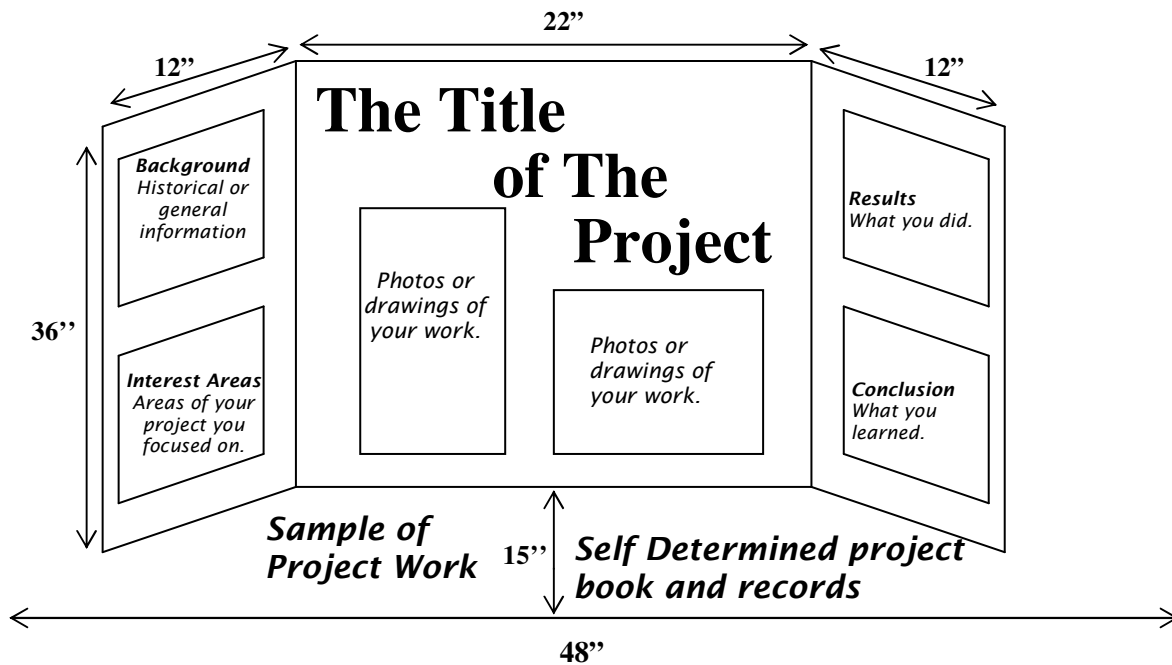 22”
12”
12”
The Title
of The
Project
Background
Historical or
general
information
Results
What you did.
Photos or
drawings of
your work.
36’’
Photos or
drawings of
your work.
Interest Areas
Areas of your
project you
focused on.
Conclusion
What you
learned.
Sample of
Project Work
15’’
Self Determined project
book and records
48”